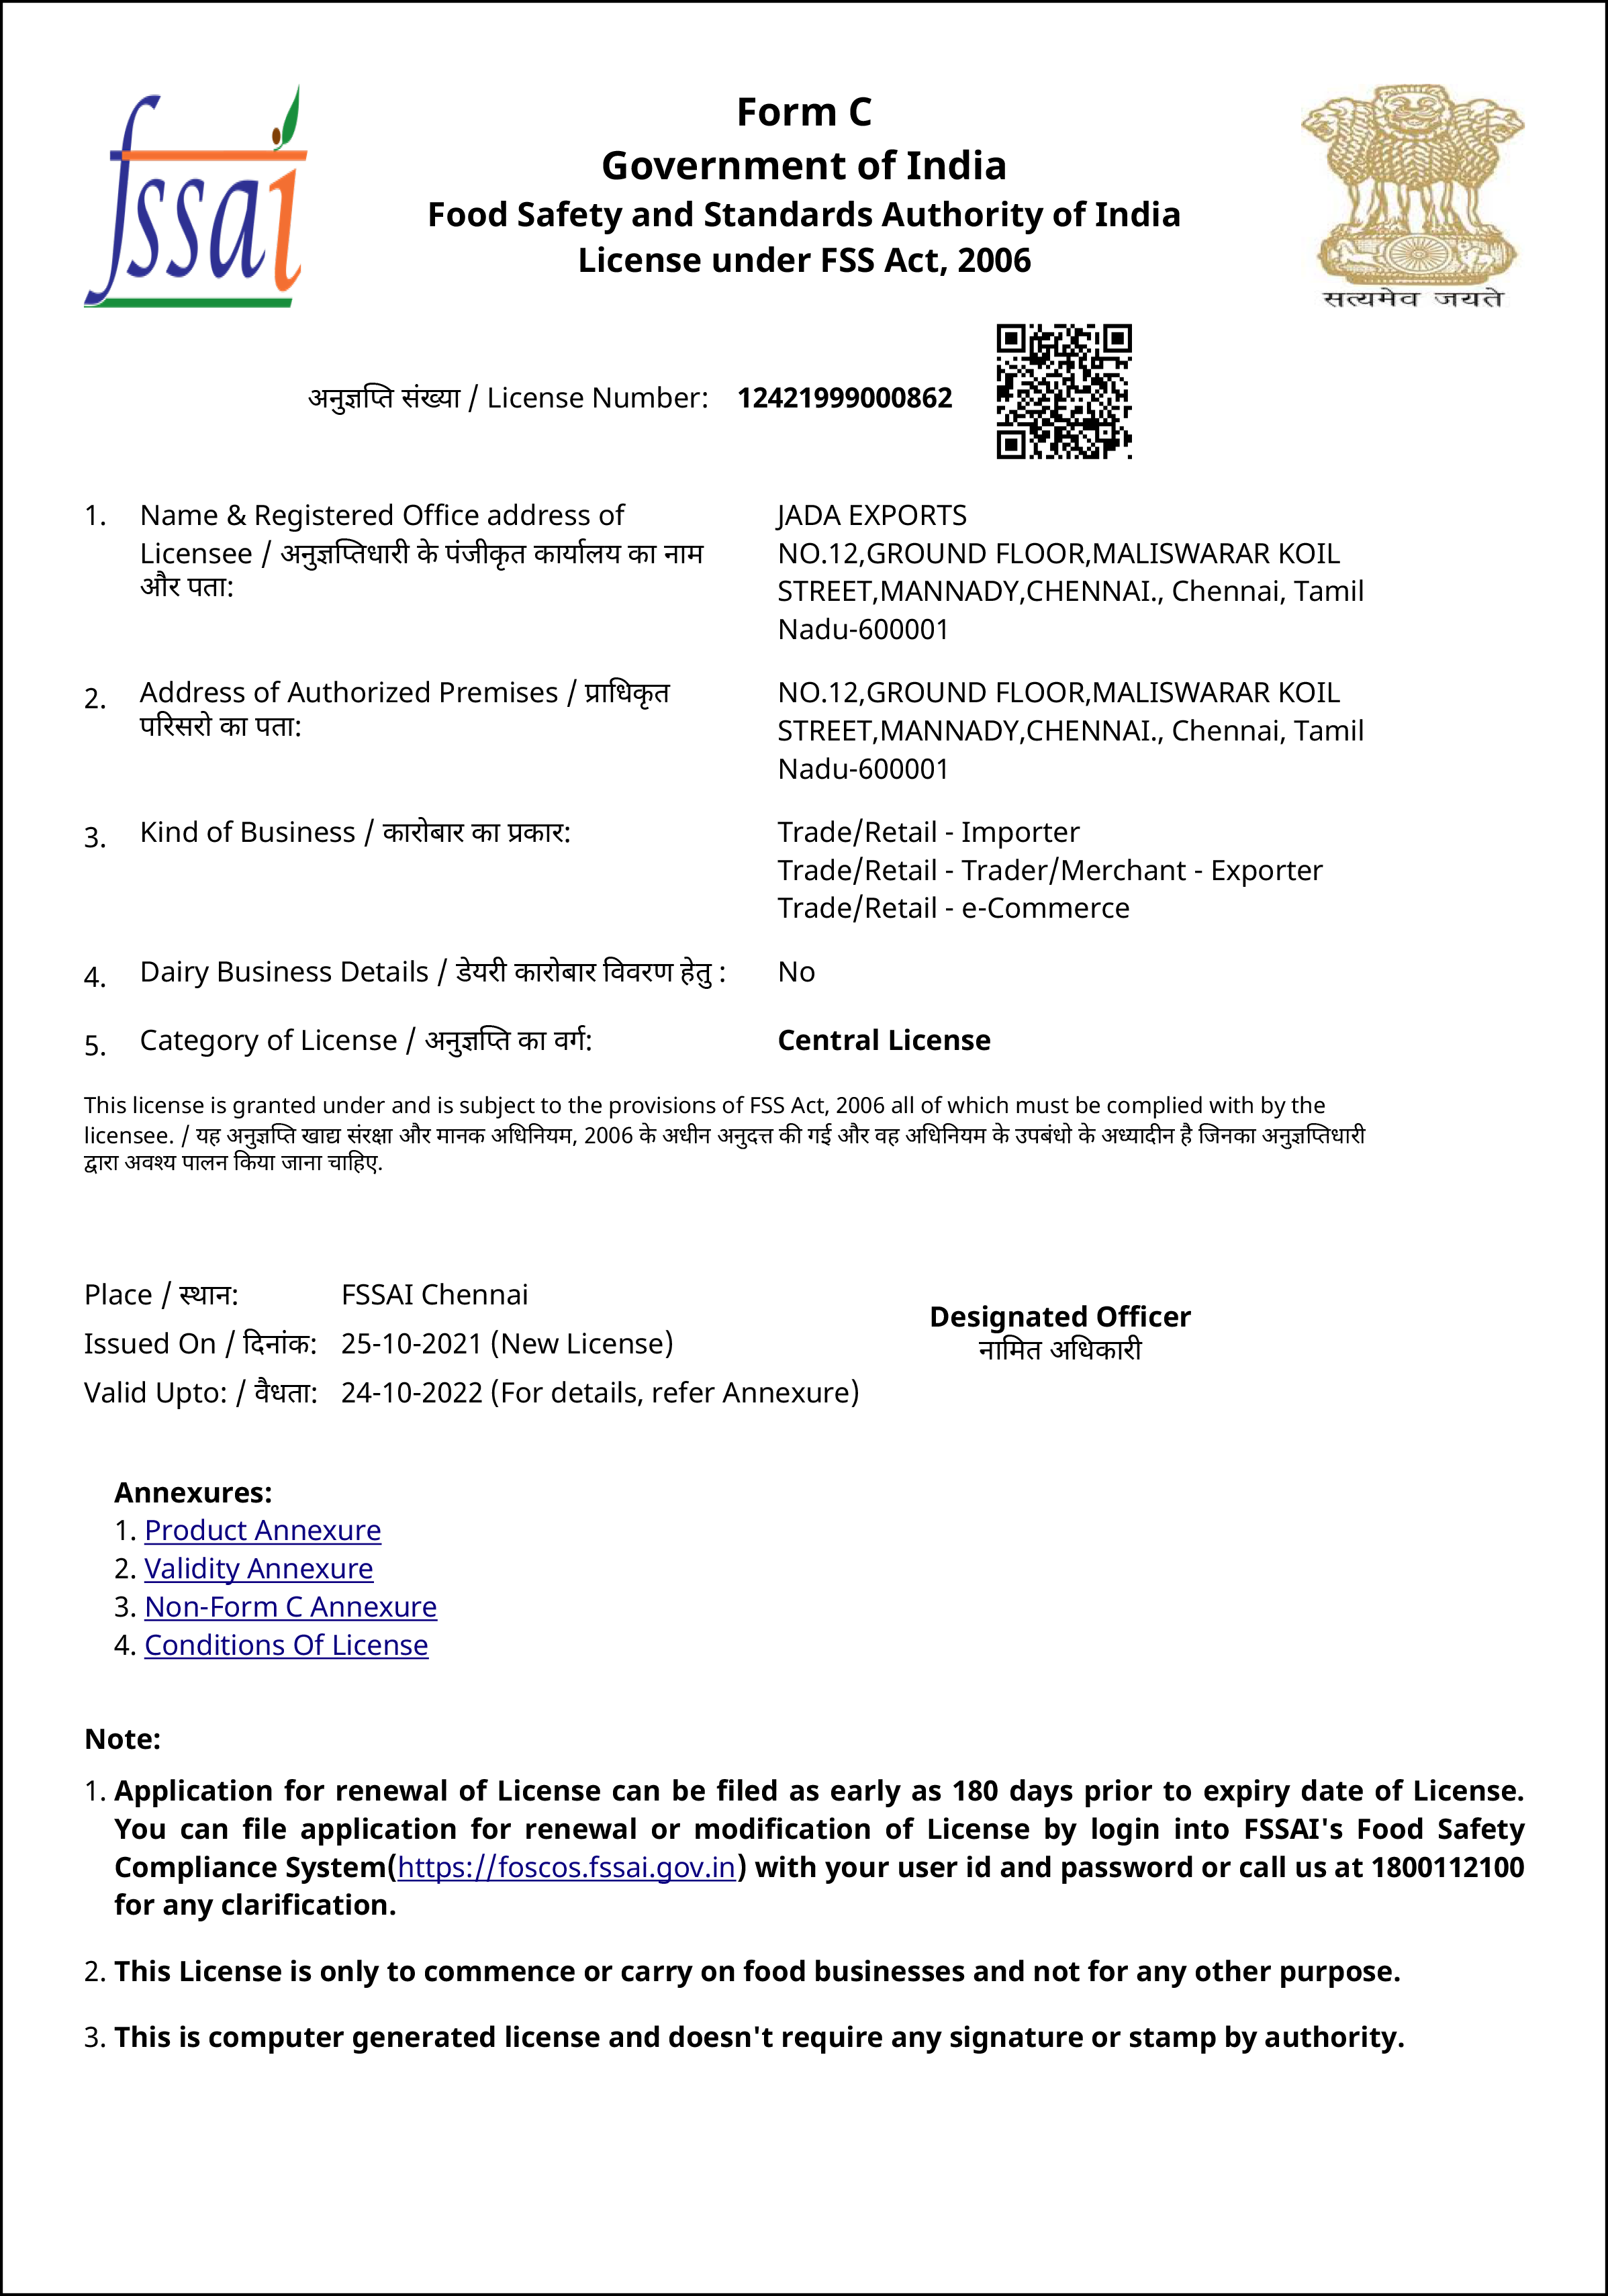 fssai
Form C
Government of India
Food Safety and Standards Authority of India
License under FSS Act, 2006
सत्यमेव जयते
अनुज्ञप्ति संख्या / License Number: 12421999000862
1. Name & Registered Office address of
Licensee / अनुज्ञप्तिधारी के पंजीकृत कार्यालय का नाम
और पता:
JADA EXPORTS
NO.12,GROUND FLOOR,MALISWARAR KOIL
STREET,MANNADY,CHENNAI., Chennai, Tamil
Nadu-600001
2. Address of Authorized Premises / प्राधिकृत
परिसरो का पता:
NO.12,GROUND FLOOR,MALISWARAR KOIL
STREET,MANNADY,CHENNAI., Chennai, Tamil
Nadu-600001
3. Kind of Business / कारोबार का प्रकार:
Trade/Retail - Importer
Trade/Retail - Trader/Merchant - Exporter
Trade/Retail - e-Commerce
4. Dairy Business Details / डेयरी कारोबार विवरण हेतु : No
5. Category of License / अनुज्ञप्ति का वर्ग: Central License
This license is granted under and is subject to the provisions of FSS Act, 2006 all of which must be complied with by the
licensee. / यह अनुज्ञप्ति खाद्य संरक्षा और मानक अधिनियम, 2006 के अधीन अनुदत्त की गई और वह अधिनियम के उपबंधो के अध्यादीन है जिनका अनुज्ञप्तिधारी
द्वारा अवश्य पालन किया जाना चाहिए.
Place / स्थान: FSSAI Chennai
Issued On / दिनांक: 25-10-2021 (New License)
Valid Upto: / वैधता: 24-10-2022 (For details, refer Annexure)
Designated Officer
नामित अधिकारी
Annexures:
1. Product Annexure
2. Validity Annexure
3. Non-Form C Annexure
4. Conditions Of License
Note:
1. Application for renewal of License can be filed as early as 180 days prior to expiry date of License.
You can file application for renewal or modification of License by login into FSSAI's Food Safety
Compliance System(https://foscos.fssai.gov.in) with your user id and password or call us at 1800112100
for any clarification.
2. This License is only to commence or carry on food businesses and not for any other purpose.
3. This is computer generated license and doesn't require any signature or stamp by authority.